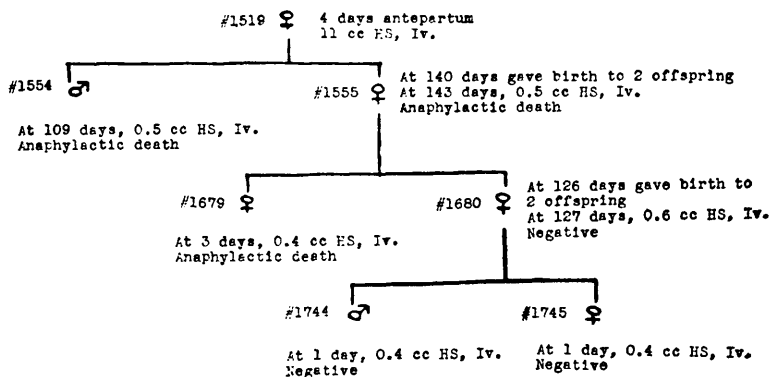 #1519 ♀ 4 days antepartum
11 cc HS, Iv.
#1554 ♂
At 109 days, 0.5 cc HS, Iv.
Anaphylactic death
#1555 ♀ At 140 days gave birth to 2 offspring
At 143 days, 0.5 cc HS, Iv.
Anaphylactic death
#1679 ♀
At 3 days, 0.4 cc HS, Iv.
Anaphylactic death
#1680 ♀ At 126 days gave birth to
2 offspring
At 127 days, 0.6 cc HS, Iv.
Negative
#1744 ♂
At 1 day, 0.4 cc HS, Iv.
Negative
#1745 ♀
At 1 day, 0.4 cc HS, Iv.
Negative